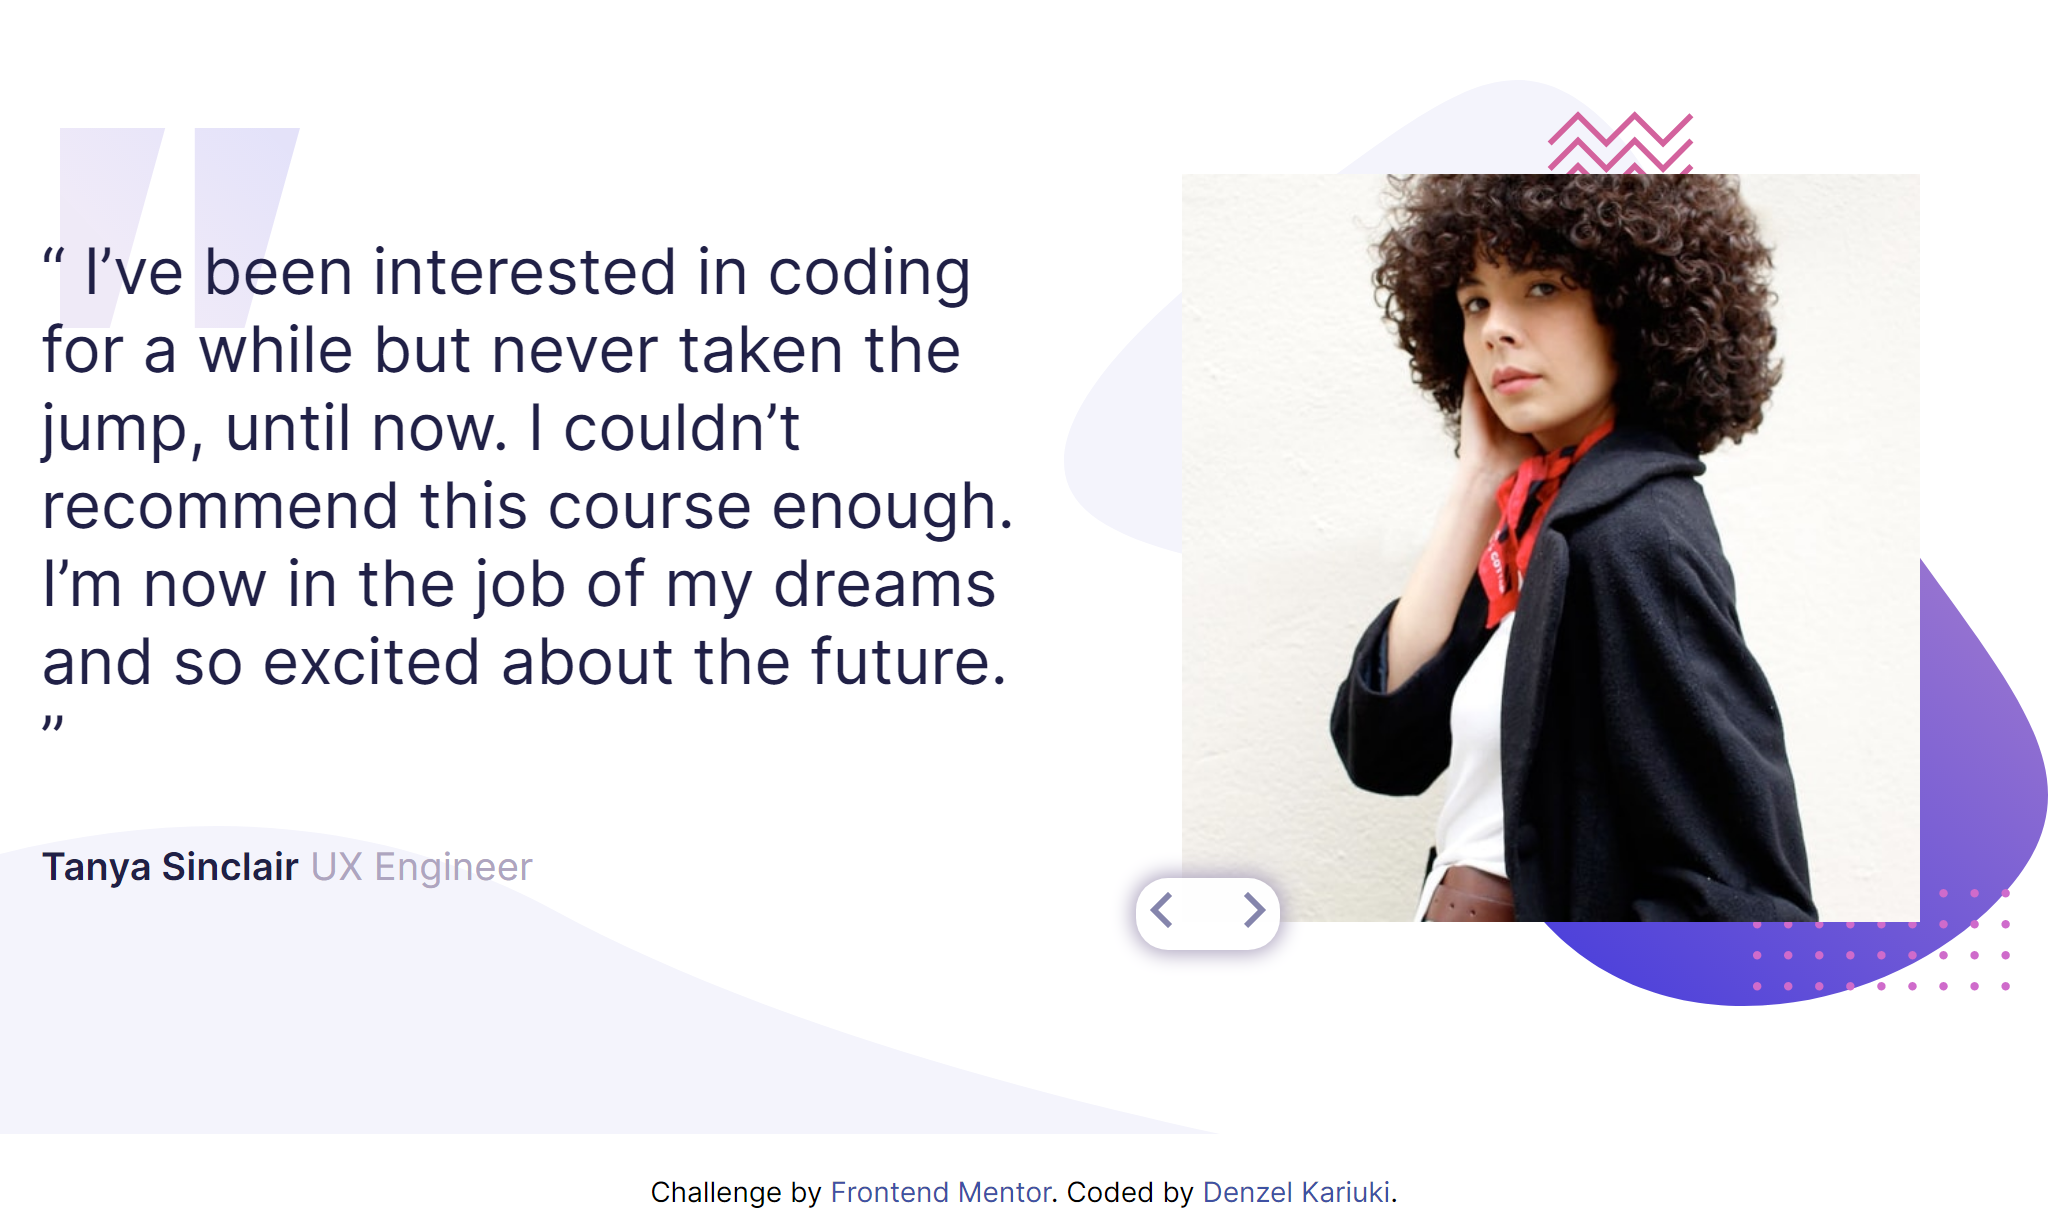 “ I’ve been interested in coding
for a while but never taken the
jump, until now. I couldn’t
recommend this course enough.
I’m now in the job of my dreams
and so excited about the future.
”
Tanya Sinclair UX Engineer
Challenge by Frontend Mentor. Coded by Denzel Kariuki.